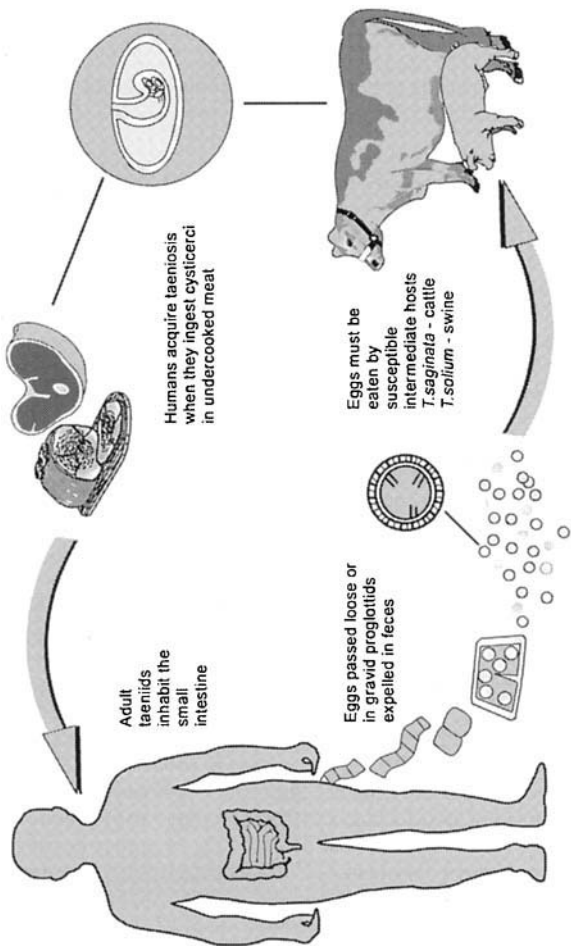 Adult
taeniids
inhabit the
small
intestine
Humans acquire taeniosis
when they ingest cysticerci
in undercooked meat
Eggs passed loose or
in gravid proglottids
expelled in feces
Eggs must be
eaten by
susceptible
intermediate hosts
T.saginata - cattle
T.solium - swine